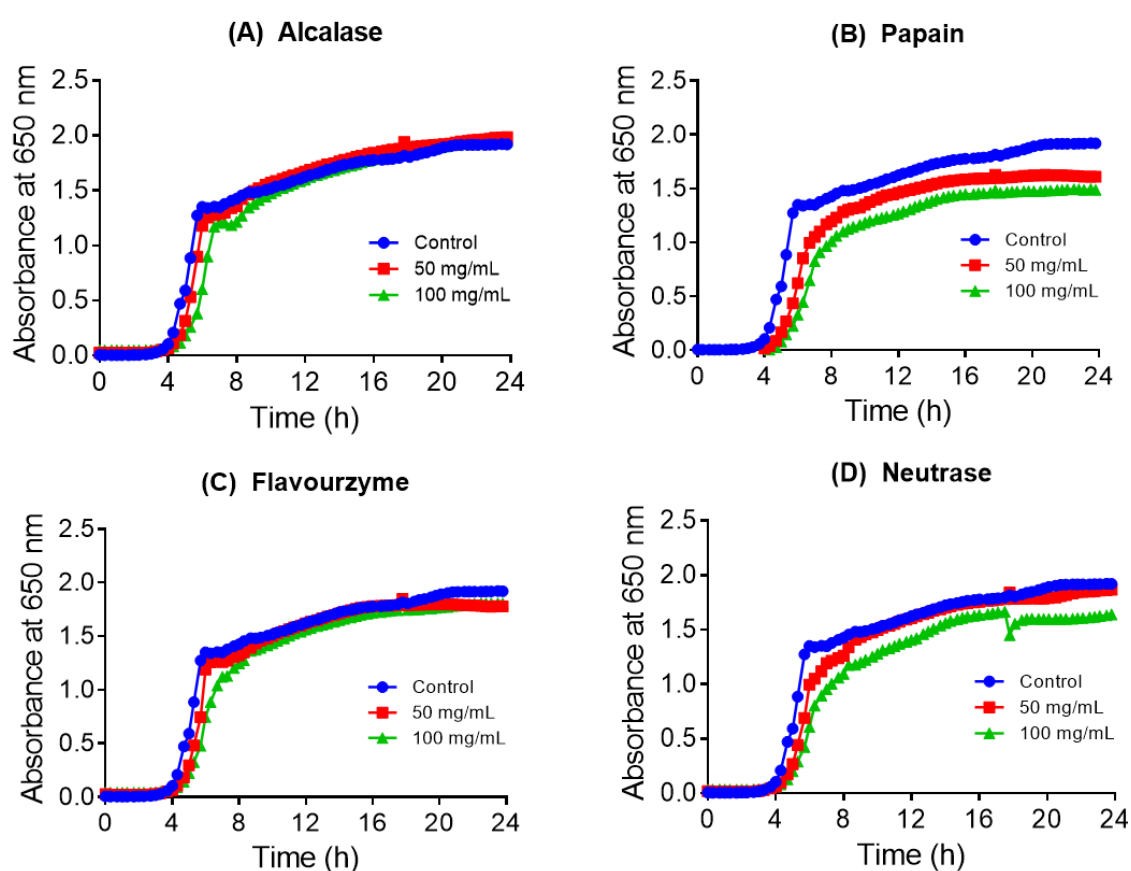 (A) Alcalase
Absorbance at 650 nm
2.5
2.0
1.5
1.0
0.5
0.0
0 4 8 12 16 20 24
Time (h)
Control
50 mg/mL
100 mg/mL
(B) Papain
Absorbance at 650 nm
2.5
2.0
1.5
1.0
0.5
0.0
0 4 8 12 16 20 24
Time (h)
Control
50 mg/mL
100 mg/mL
(C) Flavourzyme
Absorbance at 650 nm
2.5
2.0
1.5
1.0
0.5
0.0
0 4 8 12 16 20 24
Time (h)
Control
50 mg/mL
100 mg/mL
(D) Neutrase
Absorbance at 650 nm
2.5
2.0
1.5
1.0
0.5
0.0
0 4 8 12 16 20 24
Time (h)
Control
50 mg/mL
100 mg/mL